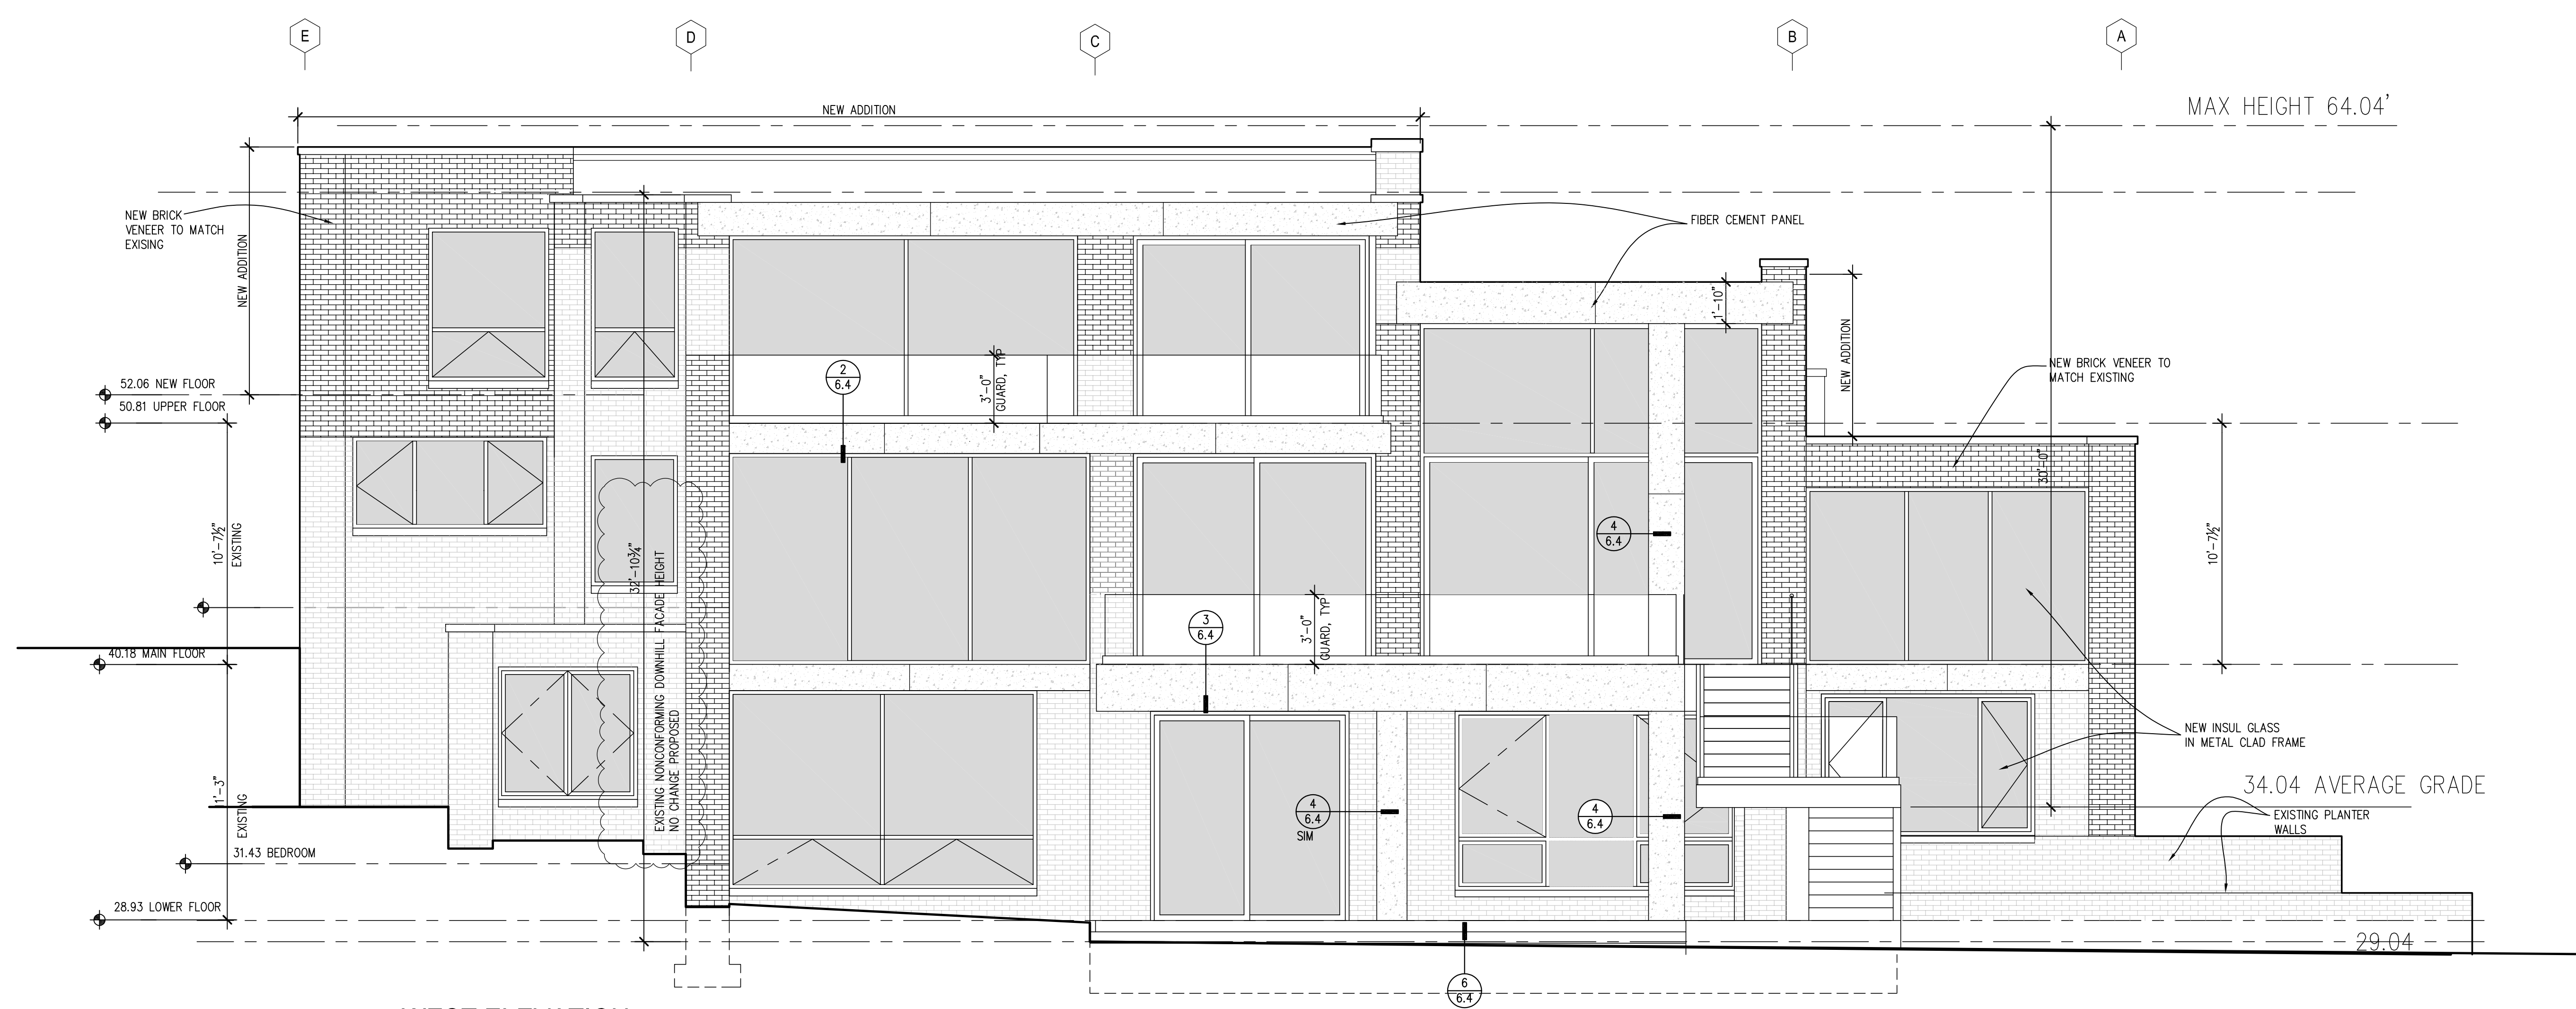 E
D
C
B
A
NEW ADDITION
MAX HEIGHT 64.04'
NEW BRICK
VENEER TO MATCH
EXISING
NEW ADDITION
FIBER CEMENT PANEL
1'-10"
NEW ADDITION
NEW BRICK VENEER TO
MATCH EXISTING
52.06 NEW FLOOR
50.81 UPPER FLOOR
2
6.4
3'-0"
GUARD, TYP
30'-0"
10'-7½"
EXISTING
32'-10¾"
EXISTING NONCONFORMING DOWNHILL FACADE HEIGHT
NO CHANGE PROPOSED
4
6.4
10'-7½"
3
6.4
3'-0"
GUARD, TYP
40.18 MAIN FLOOR
NEW INSUL GLASS
IN METAL CLAD FRAME
34.04 AVERAGE GRADE
11'-3"
EXISTING
4
6.4
SIM
4
6.4
EXISTING PLANTER
WALLS
31.43 BEDROOM
28.93 LOWER FLOOR
29.04
6
6.4
WEST ELEVATION